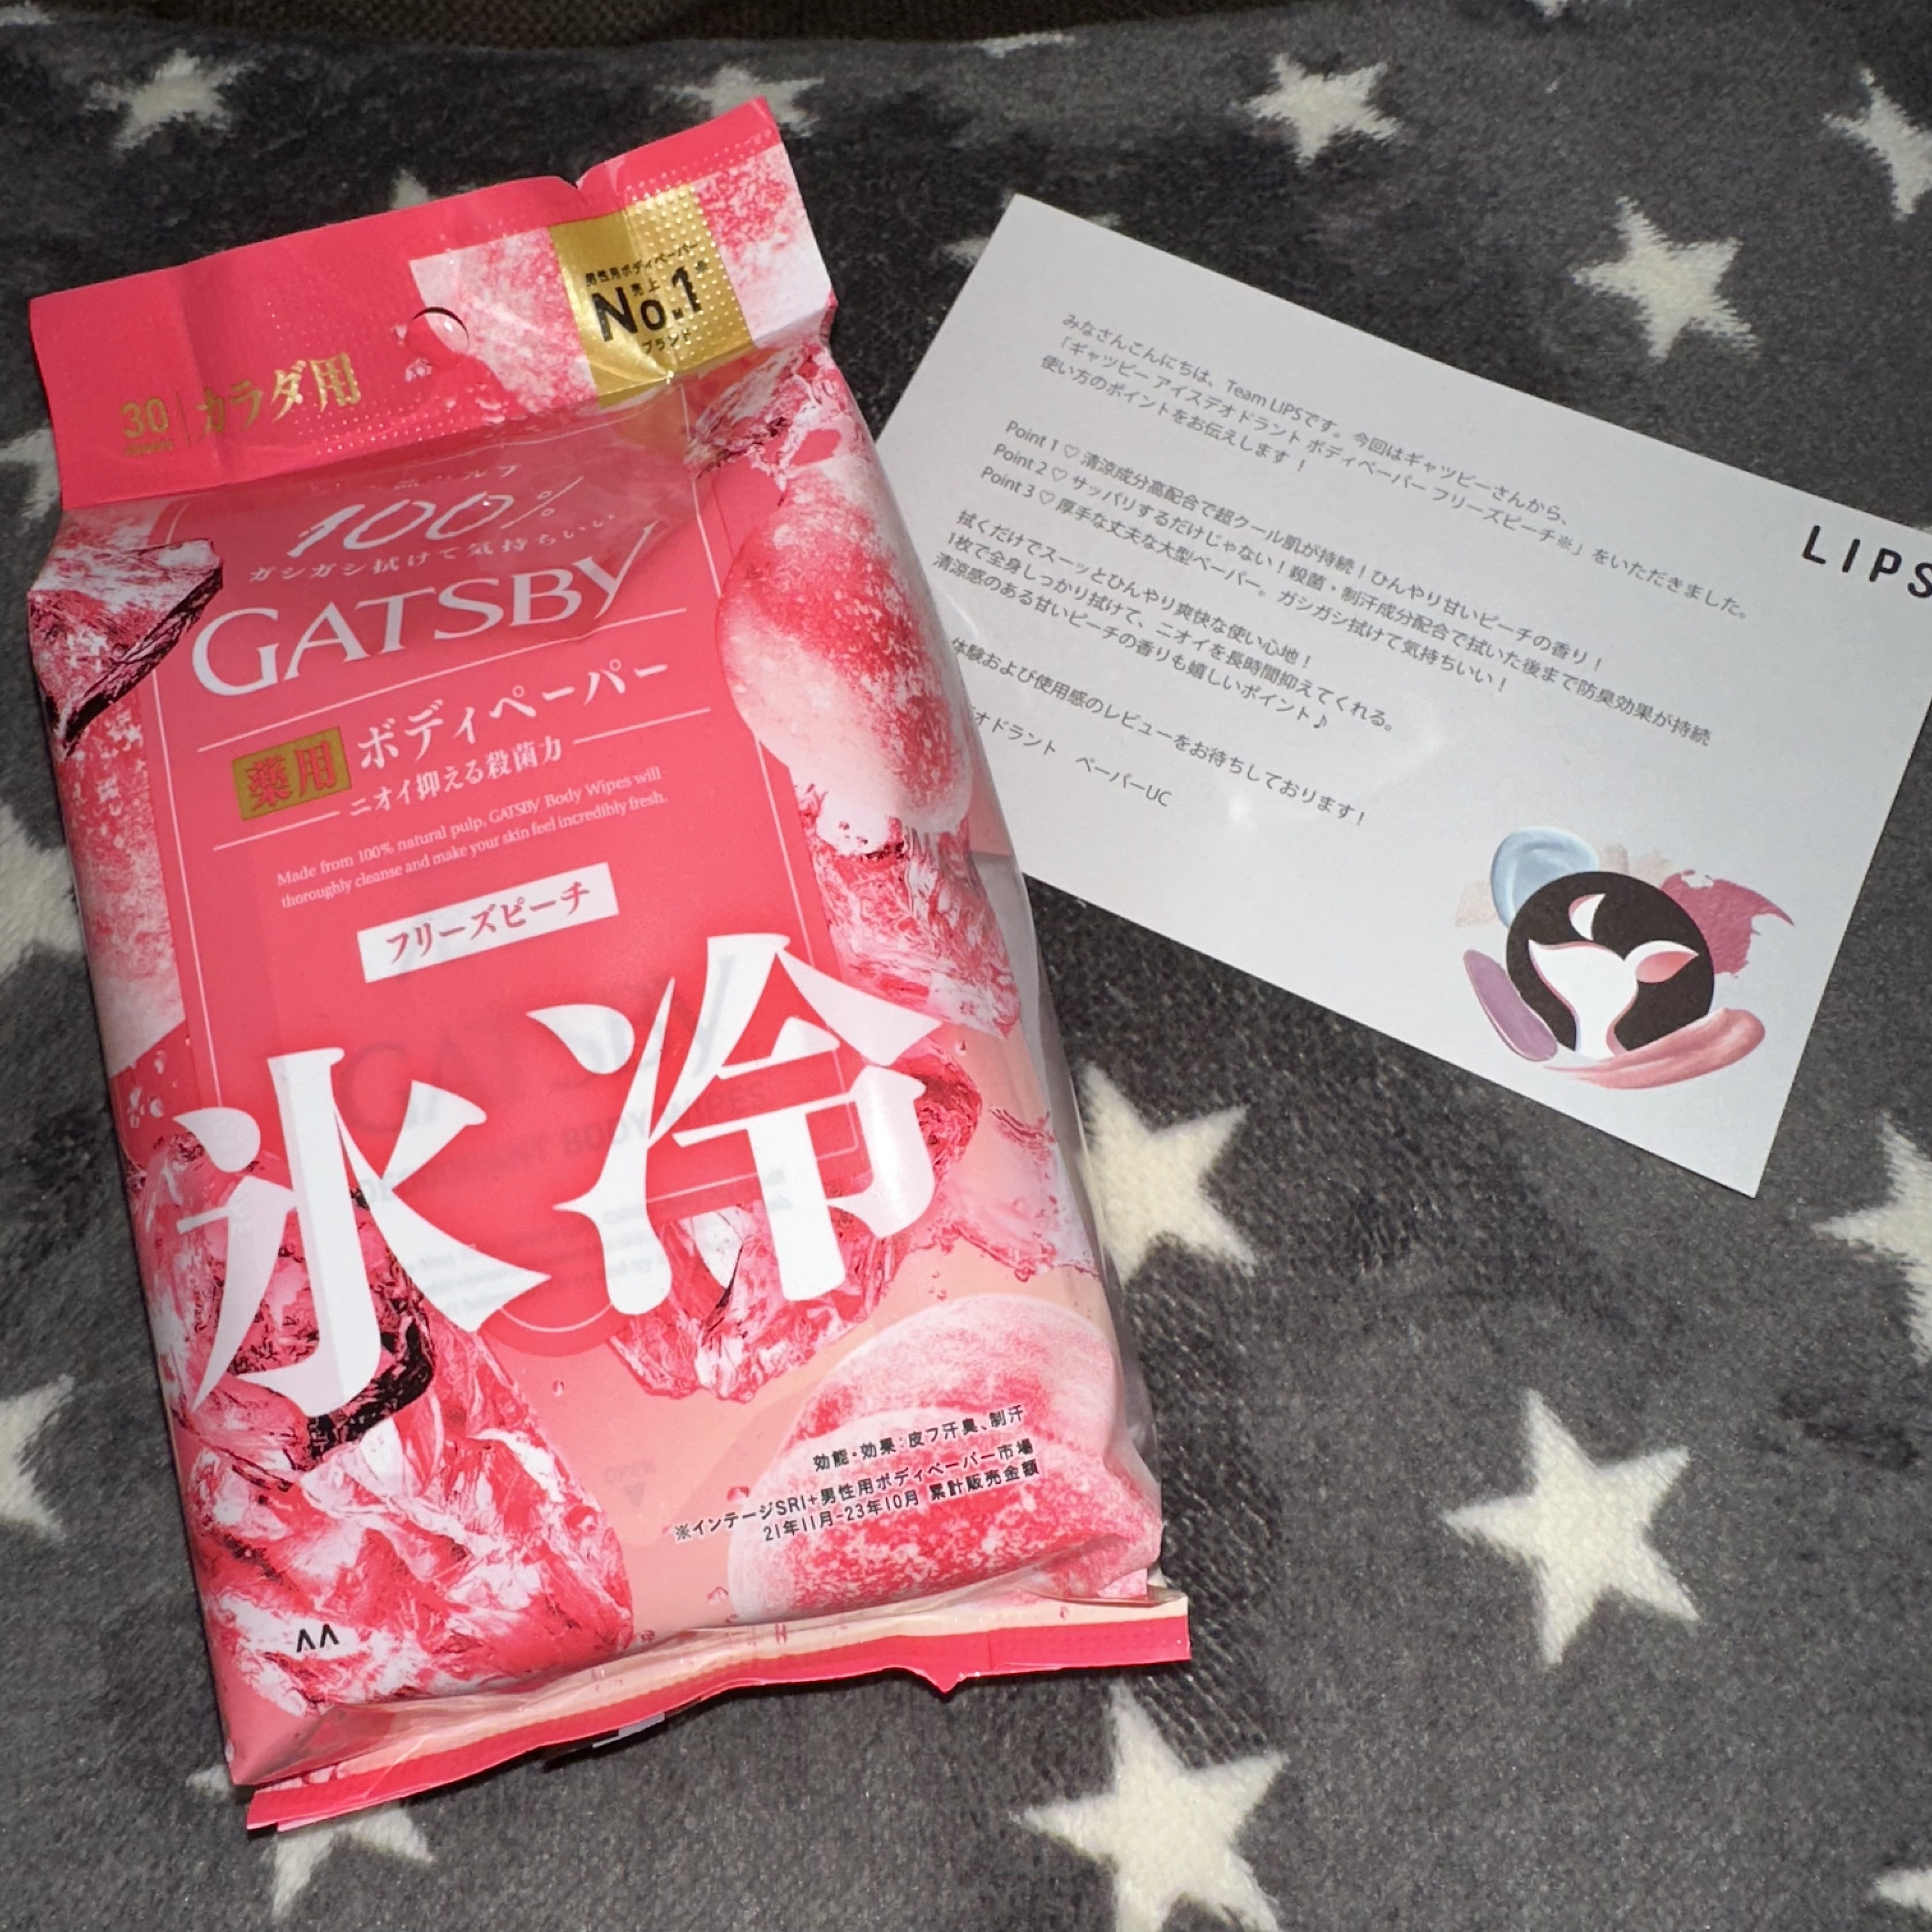 男性用ボディペーパー
売上
No.1※
ブランド
30
カラダ用
100%
ガシガシ拭けて気持ちいい
GATSBY
薬用 ボディペーパー
ニオイ抑える殺菌力
Made from 100% natural pulp, GATSBY Body Wipes will
thoroughly cleanse and make your skin feel incredibly fresh.
フリーズピーチ
氷冷
効能・効果:皮フ汗臭、制汗
※インテージSRI+男性用ボディペーパー市場
21年11月-23年10月 累計販売金額
LIPS
みなさんこんにちは、Team LIPSです。今回はギャツビーさんから、
「ギャツビー アイスデオドラント ボディペーパー フリーズピーチ※」をいただきました。
使い方のポイントをお伝えします！
Point 1 ♡ 清涼成分高配合で超クール肌が持続！ひんやり甘いピーチの香り！
Point 2 ♡ サッパリするだけじゃない！殺菌・制汗成分配合で拭いた後まで防臭効果が持続
Point 3 ♡ 厚手な丈夫な大型ペーパー。ガシガシ拭けて気持ちいい！
拭くだけでスーッとひんやり爽快な使い心地！
1枚で全身しっかり拭けて、ニオイを長時間抑えてくれる。
清涼感のある甘いピーチの香りも嬉しいポイント♪
体験および使用感のレビューをお待ちしております！
オドラント ペーパーUC